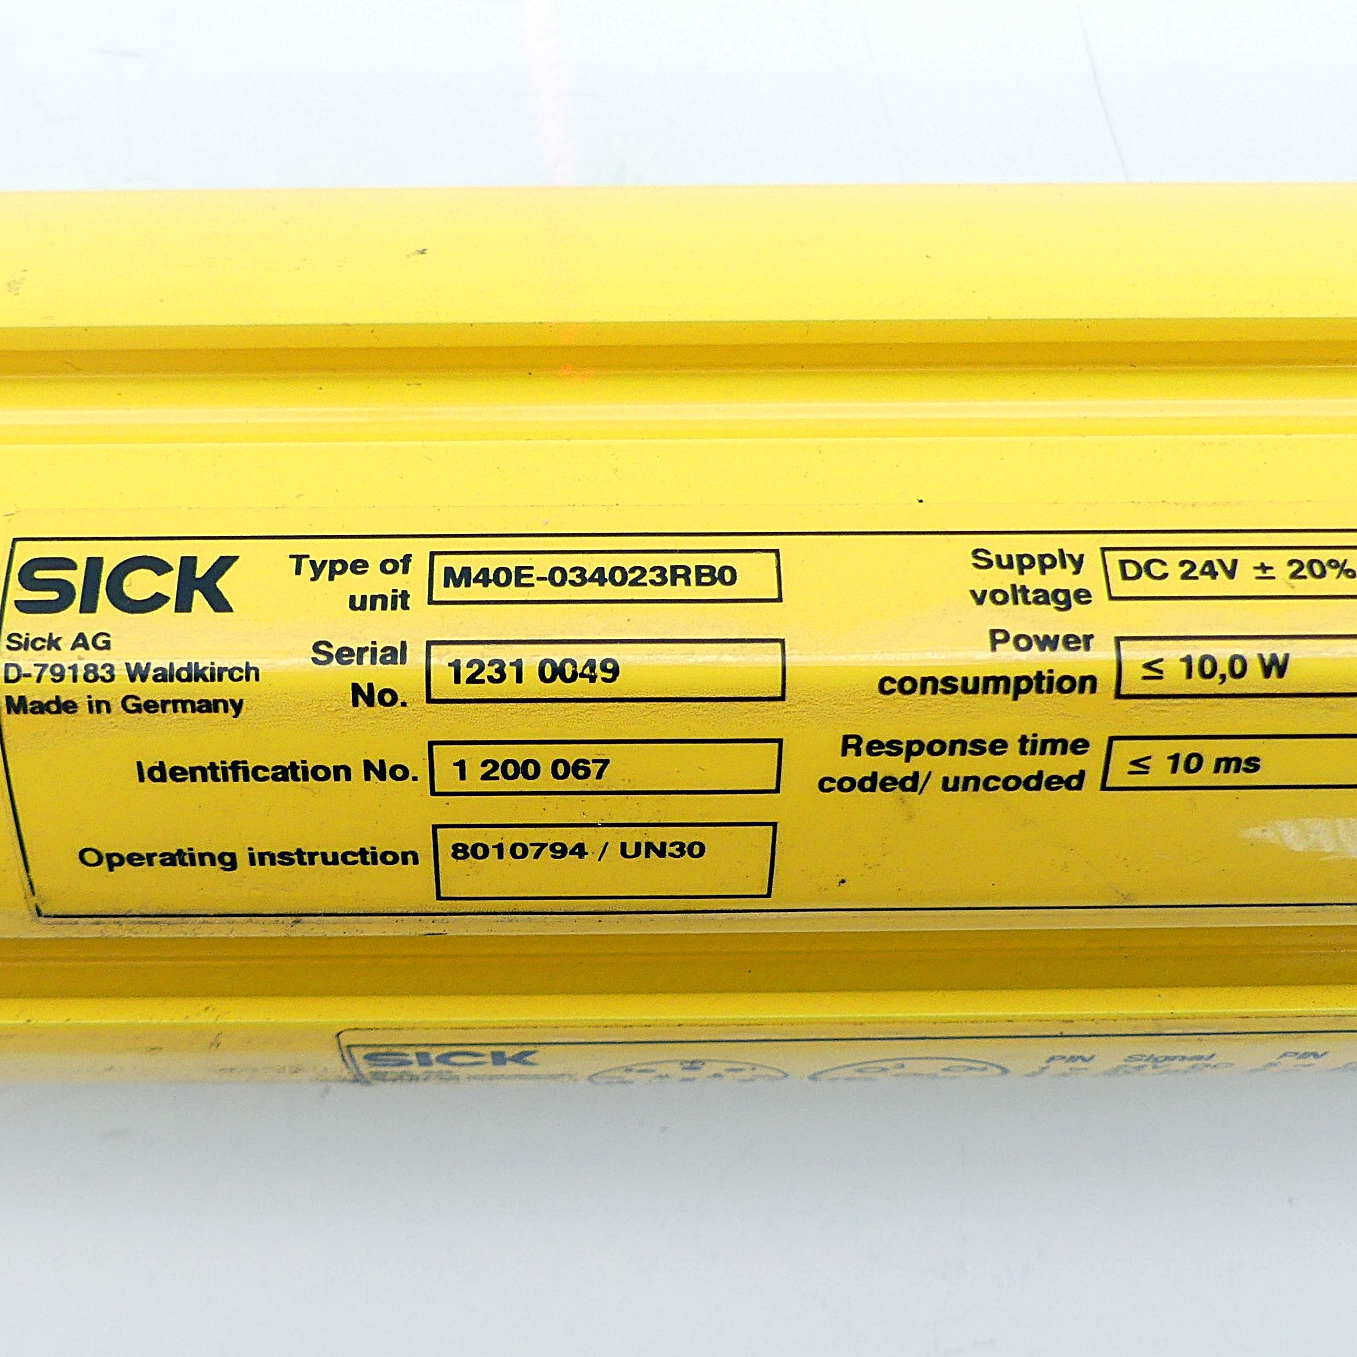 SICK
Sick AG
D-79183 Waldkirch
Made in Germany
Type of
unit
M40E-034023RB0
Serial
No.
1231 0049
Identification No.
1 200 067
Operating instruction
8010794 / UN30
Supply
voltage
DC 24V ± 20%
Power
consumption
≤ 10,0 W
Response time
coded/ uncoded
≤ 10 ms
SICK
PIN Signal PIN